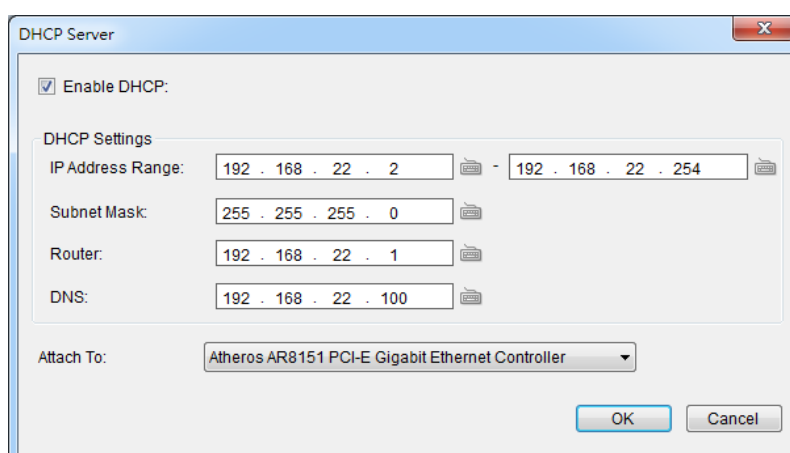 DHCP Server
Enable DHCP:
DHCP Settings
IP Address Range: 192 . 168 . 22 . 2 - 192 . 168 . 22 . 254
Subnet Mask: 255 . 255 . 255 . 0
Router: 192 . 168 . 22 . 1
DNS: 192 . 168 . 22 . 100
Attach To: Atheros AR8151 PCI-E Gigabit Ethernet Controller
OK Cancel